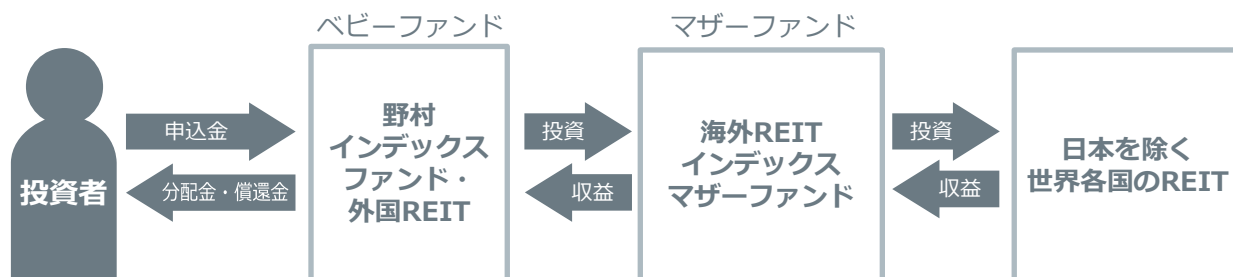 ベビーファンド
マザーファンド
投資者
申込金
分配金・償還金
野村
インデックス
ファンド・
外国REIT
投資
収益
海外REIT
インデックス
マザーファンド
投資
収益
日本を除く
世界各国のREIT